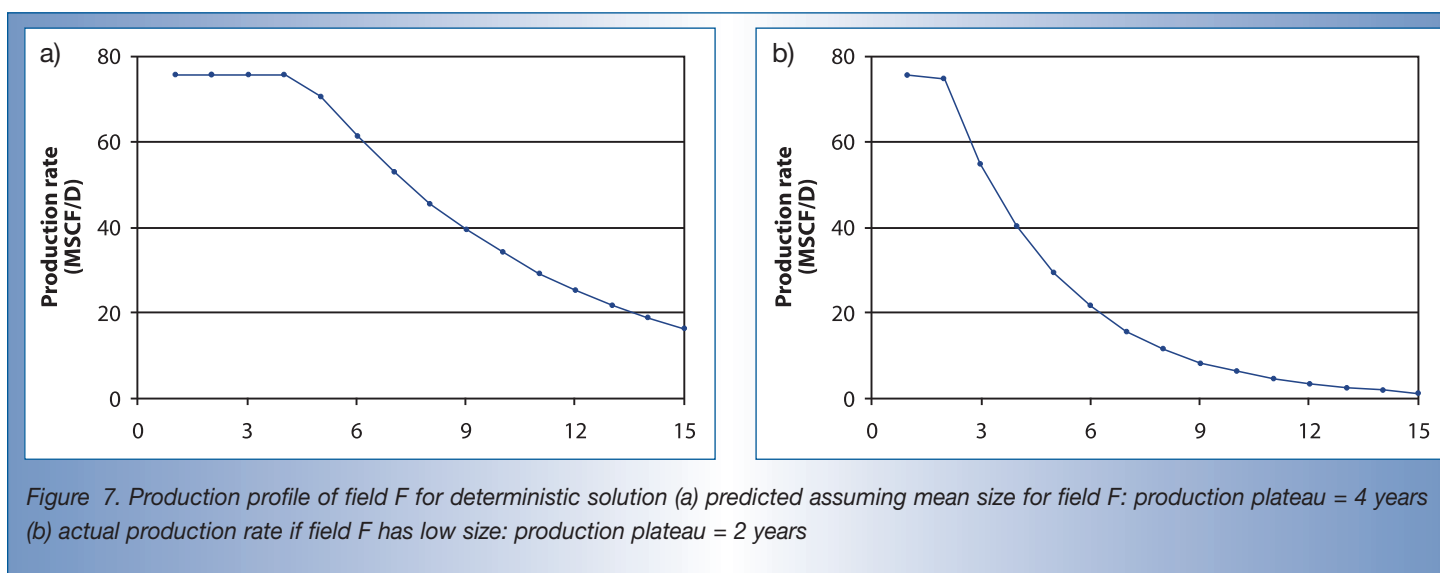 a)
80
60
40
20
0
Production rate
(MSCF/D)
0 3 6 9 12 15
b)
80
60
40
20
0
Production rate
(MSCF/D)
0 3 6 9 12 15
Figure 7. Production profile of field F for deterministic solution (a) predicted assuming mean size for field F: production plateau = 4 years
(b) actual production rate if field F has low size: production plateau = 2 years